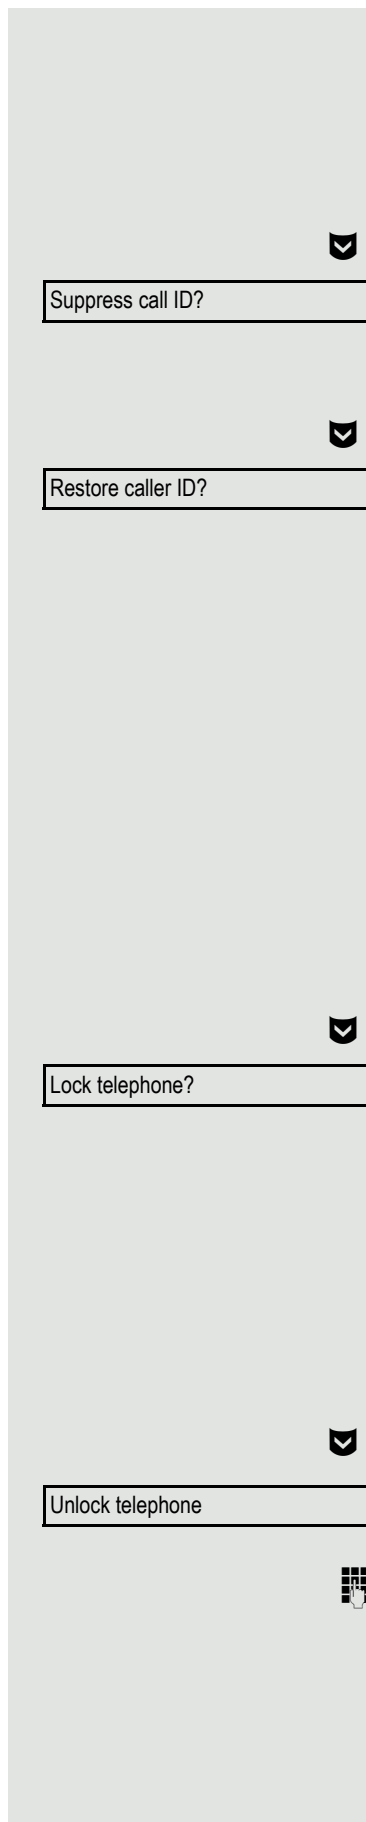 Suppress call ID?
Restore caller ID?
Lock telephone?
Unlock telephone